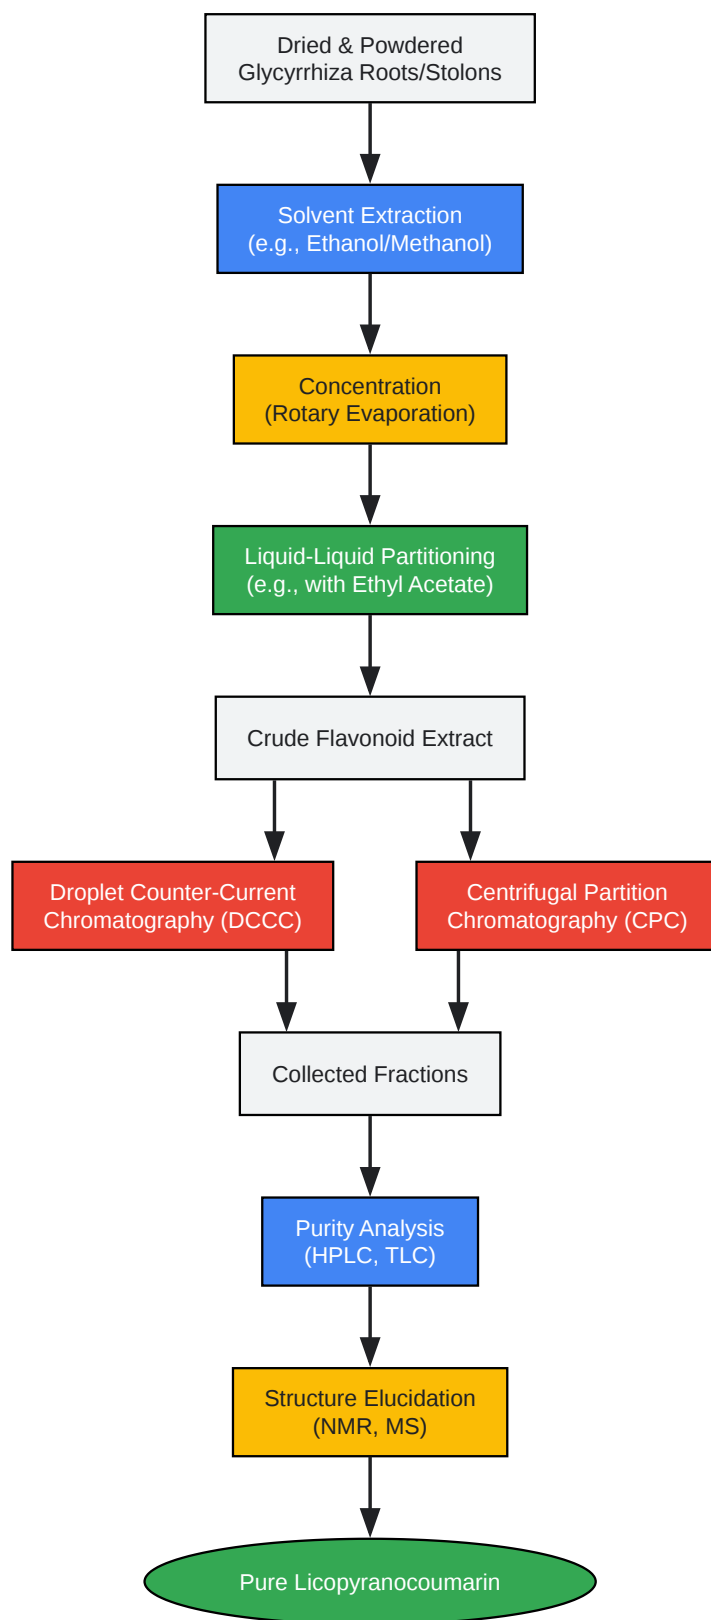 Dried & Powdered
Glycyrrhiza Roots/Stolons
Solvent Extraction
(e.g., Ethanol/Methanol)
Concentration
(Rotary Evaporation)
Liquid-Liquid Partitioning
(e.g., with Ethyl Acetate)
Crude Flavonoid Extract
Droplet Counter-Current
Chromatography (DCCC)
Centrifugal Partition
Chromatography (CPC)
Collected Fractions
Purity Analysis
(HPLC, TLC)
Structure Elucidation
(NMR, MS)
Pure Licopyranocoumarin